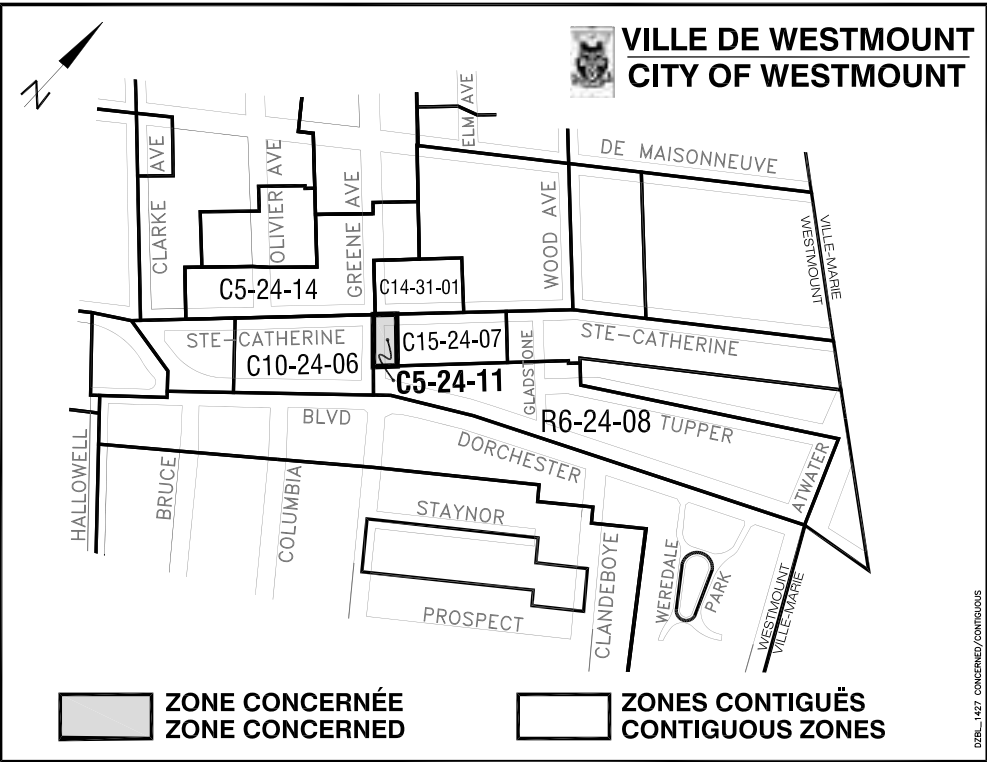 VILLE DE WESTMOUNT
CITY OF WESTMOUNT
N
ELM AVE
DE MAISONNEUVE
CLARKE AVE
OLIVIER AVE
GREENE AVE
WOOD AVE
VILLE-MARIE
WESTMOUNT
C5-24-14
C14-31-01
STE-CATHERINE
C10-24-06
C15-24-07
STE-CATHERINE
C5-24-11
GLADSTONE
R6-24-08
TUPPER
BLVD
DORCHESTER
ATWATER
HALLOWELL
BRUCE
COLUMBIA
STAYNOR
CLANDEBOYE
WEREDALE
PARK
PROSPECT
WESTMOUNT
VILLE-MARIE
ZONE CONCERNÉE
ZONE CONCERNED
ZONES CONTIGUËS
CONTIGUOUS ZONES
DZBL_1427 CONCERNED/CONTIGUOUS